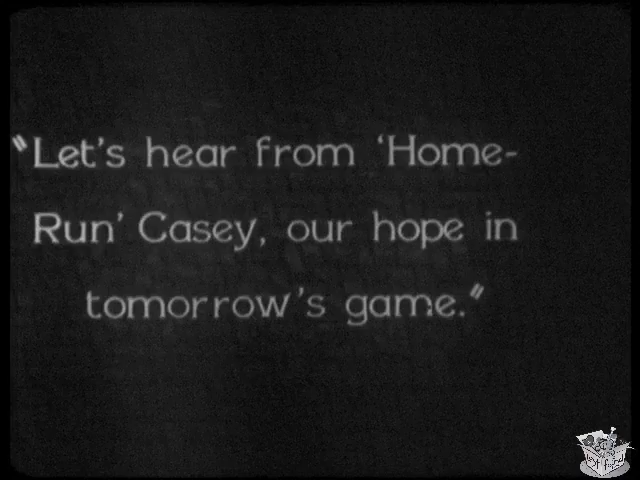 "Let's hear from 'Home-
Run' Casey, our hope in
tomorrow's game."